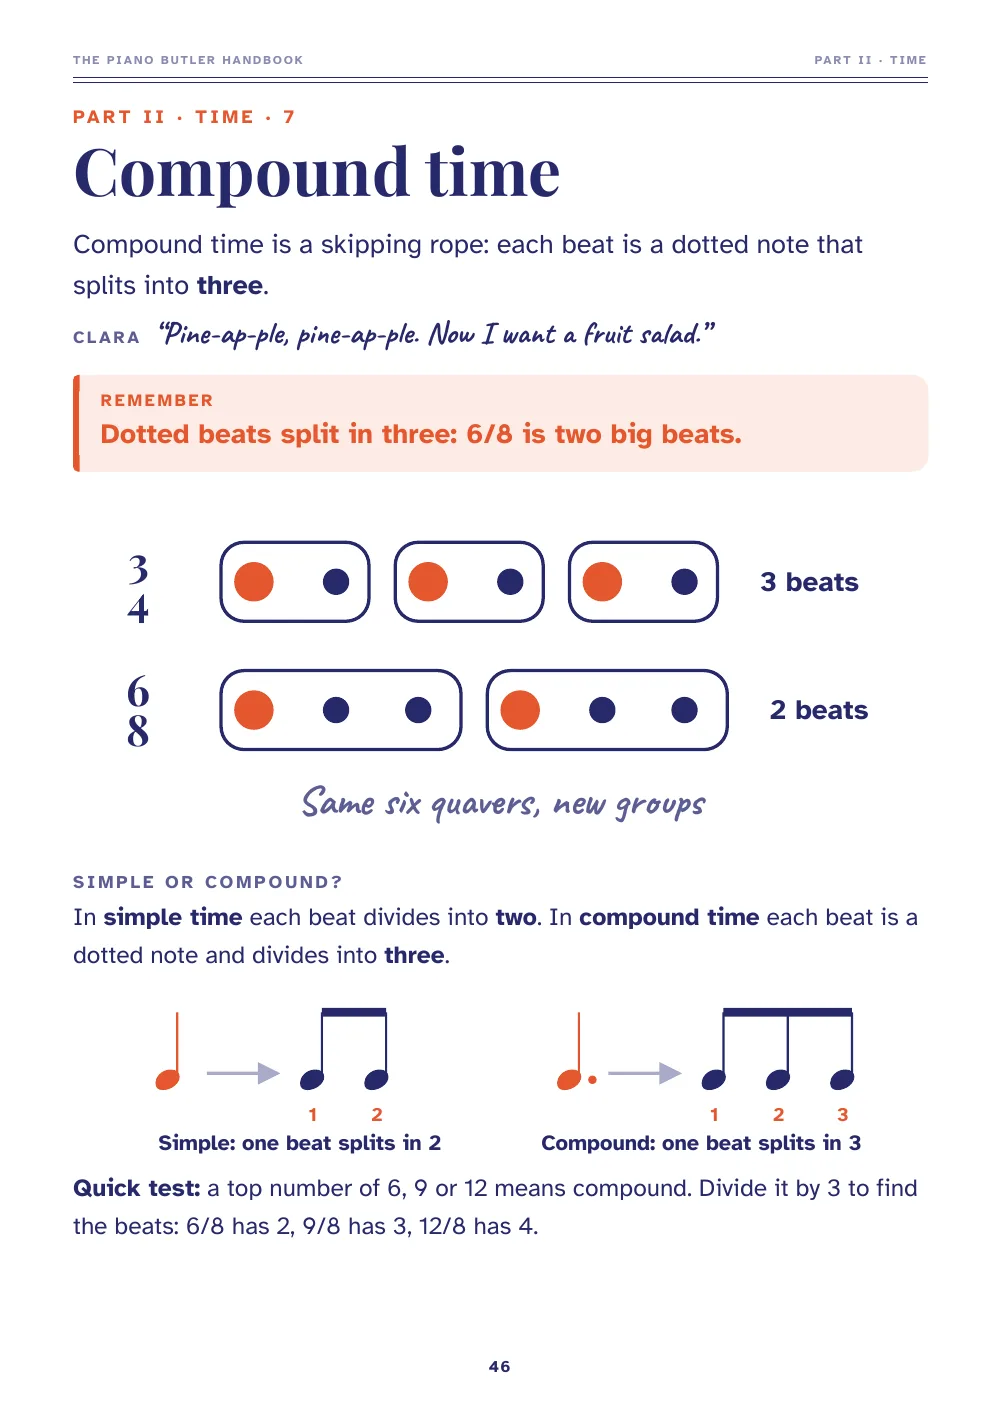 THE PIANO BUTLER HANDBOOK
PART II · TIME
PART II · TIME · 7
Compound time
Compound time is a skipping rope: each beat is a dotted note that
splits into three.
CLARA “Pine-ap-ple, pine-ap-ple. Now I want a fruit salad.”
REMEMBER
Dotted beats split in three: 6/8 is two big beats.
3
4
3 beats
6
8
2 beats
Same six quavers, new groups
SIMPLE OR COMPOUND?
In simple time each beat divides into two. In compound time each beat is a
dotted note and divides into three.
1 2
Simple: one beat splits in 2
1 2 3
Compound: one beat splits in 3
Quick test: a top number of 6, 9 or 12 means compound. Divide it by 3 to find
the beats: 6/8 has 2, 9/8 has 3, 12/8 has 4.
46